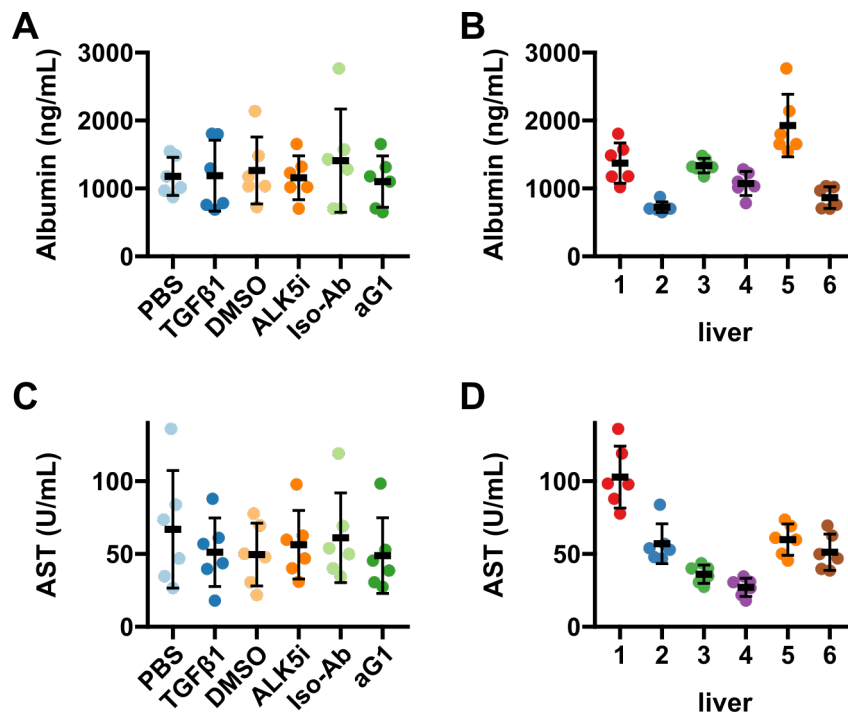 A
Albumin (ng/mL)
3000
2000
1000
0
PBS
TGFβ1
DMSO
ALK5i
Iso-Ab
aG1
B
Albumin (ng/mL)
3000
2000
1000
0
1 2 3 4 5 6
liver
C
AST (U/mL)
100
50
0
PBS
TGFβ1
DMSO
ALK5i
Iso-Ab
aG1
D
AST (U/mL)
100
50
0
1 2 3 4 5 6
liver